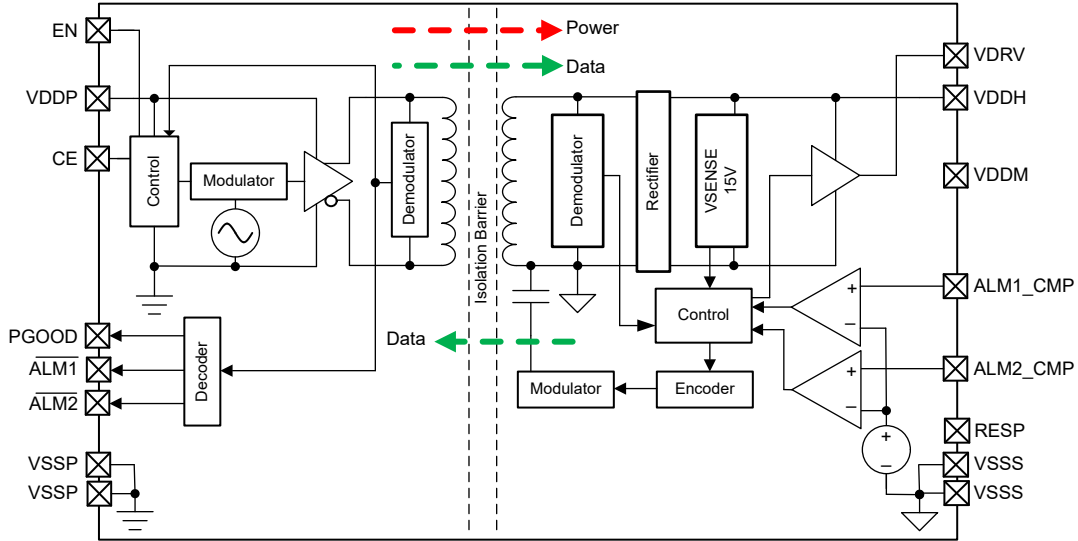 EN
VDDP
CE
Control
Modulator
Demodulator
Power
Data
Isolation Barrier
Demodulator
Rectifier
VSENSE
15V
VDRV
VDDH
VDDM
Control
+
−
ALM1_CMP
+
−
ALM2_CMP
PGOOD
ALM1
ALM2
Decoder
Data
Modulator
Encoder
+
−
RESP
VSSP
VSSP
VSSS
VSSS